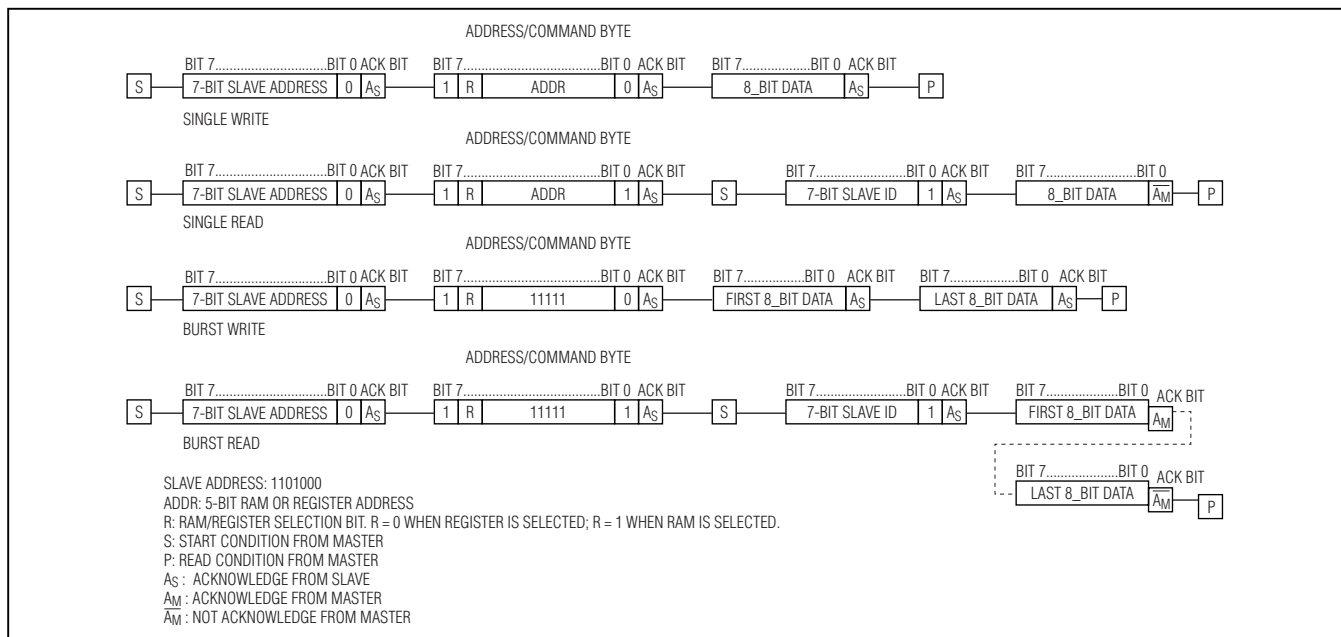 ADDRESS/COMMAND BYTE
BIT 7..............................BIT 0 ACK BIT BIT 7...................................BIT 0 ACK BIT BIT 7...................BIT 0 ACK BIT
S 7-BIT SLAVE ADDRESS 0 AS 1 R ADDR 0 AS 8_BIT DATA AS P
SINGLE WRITE
ADDRESS/COMMAND BYTE
BIT 7..............................BIT 0 ACK BIT BIT 7...................................BIT 0 ACK BIT BIT 7..........................BIT 0 ACK BIT BIT 7.........................BIT 0
S 7-BIT SLAVE ADDRESS 0 AS 1 R ADDR 1 AS S 7-BIT SLAVE ID 1 AS 8_BIT DATA A̅M̅ P
SINGLE READ
ADDRESS/COMMAND BYTE
BIT 7..............................BIT 0 ACK BIT BIT 7...................................BIT 0 ACK BIT BIT 7................BIT 0 ACK BIT BIT 7....................BIT 0 ACK BIT
S 7-BIT SLAVE ADDRESS 0 AS 1 R 11111 0 AS FIRST 8_BIT DATA AS LAST 8_BIT DATA AS P
BURST WRITE
ADDRESS/COMMAND BYTE
BIT 7..............................BIT 0 ACK BIT BIT 7...................................BIT 0 ACK BIT BIT 7..........................BIT 0 ACK BIT BIT 7....................BIT 0 ACK BIT
S 7-BIT SLAVE ADDRESS 0 AS 1 R 11111 1 AS S 7-BIT SLAVE ID 1 AS FIRST 8_BIT DATA AM
BURST READ
BIT 7....................BIT 0 ACK BIT
LAST 8_BIT DATA A̅M̅ P
SLAVE ADDRESS: 1101000
ADDR: 5-BIT RAM OR REGISTER ADDRESS
R: RAM/REGISTER SELECTION BIT. R = 0 WHEN REGISTER IS SELECTED; R = 1 WHEN RAM IS SELECTED.
S: START CONDITION FROM MASTER
P: READ CONDITION FROM MASTER
AS : ACKNOWLEDGE FROM SLAVE
AM : ACKNOWLEDGE FROM MASTER
A̅M̅ : NOT ACKNOWLEDGE FROM MASTER